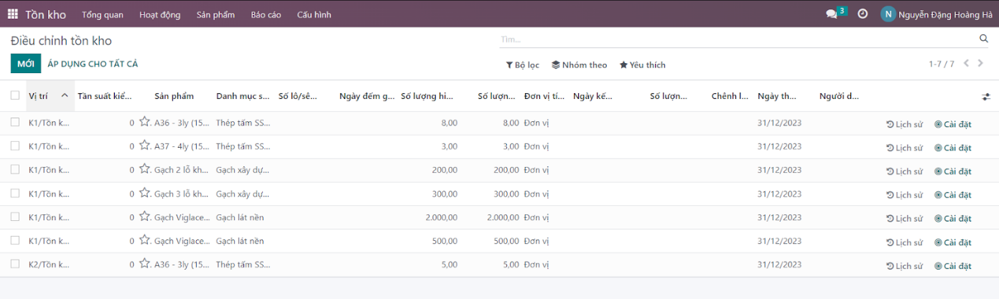 Tồn kho Tổng quan Hoạt động Sản phẩm Báo cáo Cấu hình 3 N Nguyễn Đặng Hoàng Hà
Điều chỉnh tồn kho Tìm...
MỚI ÁP DỤNG CHO TẤT CẢ Bộ lọc Nhóm theo Yêu thích 1-7 / 7
Vị trí Tần suất kiể... Sản phẩm Danh mục s... Số lô/sê... Ngày đếm g... Số lượng hi... Số lượn... Đơn vị tí... Ngày kế... Số lượn... Chênh l... Ngày th... Người d...
K1/Tồn k... 0 A36 - 3ly (15... Thép tấm SS... 8,00 8,00 Đơn vị 31/12/2023 Lịch sử Cài đặt
K1/Tồn k... 0 A37 - 4ly (15... Thép tấm SS... 3,00 3,00 Đơn vị 31/12/2023 Lịch sử Cài đặt
K1/Tồn k... 0 Gạch 2 lỗ kh... Gạch xây dự... 200,00 200,00 Đơn vị 31/12/2023 Lịch sử Cài đặt
K1/Tồn k... 0 Gạch 3 lỗ kh... Gạch xây dự... 300,00 300,00 Đơn vị 31/12/2023 Lịch sử Cài đặt
K1/Tồn k... 0 Gạch Viglace... Gạch lát nền 2.000,00 2.000,00 Đơn vị 31/12/2023 Lịch sử Cài đặt
K1/Tồn k... 0 Gạch Viglace... Gạch lát nền 500,00 500,00 Đơn vị 31/12/2023 Lịch sử Cài đặt
K2/Tồn k... 0 A36 - 3ly (15... Thép tấm SS... 5,00 5,00 Đơn vị 31/12/2023 Lịch sử Cài đặt